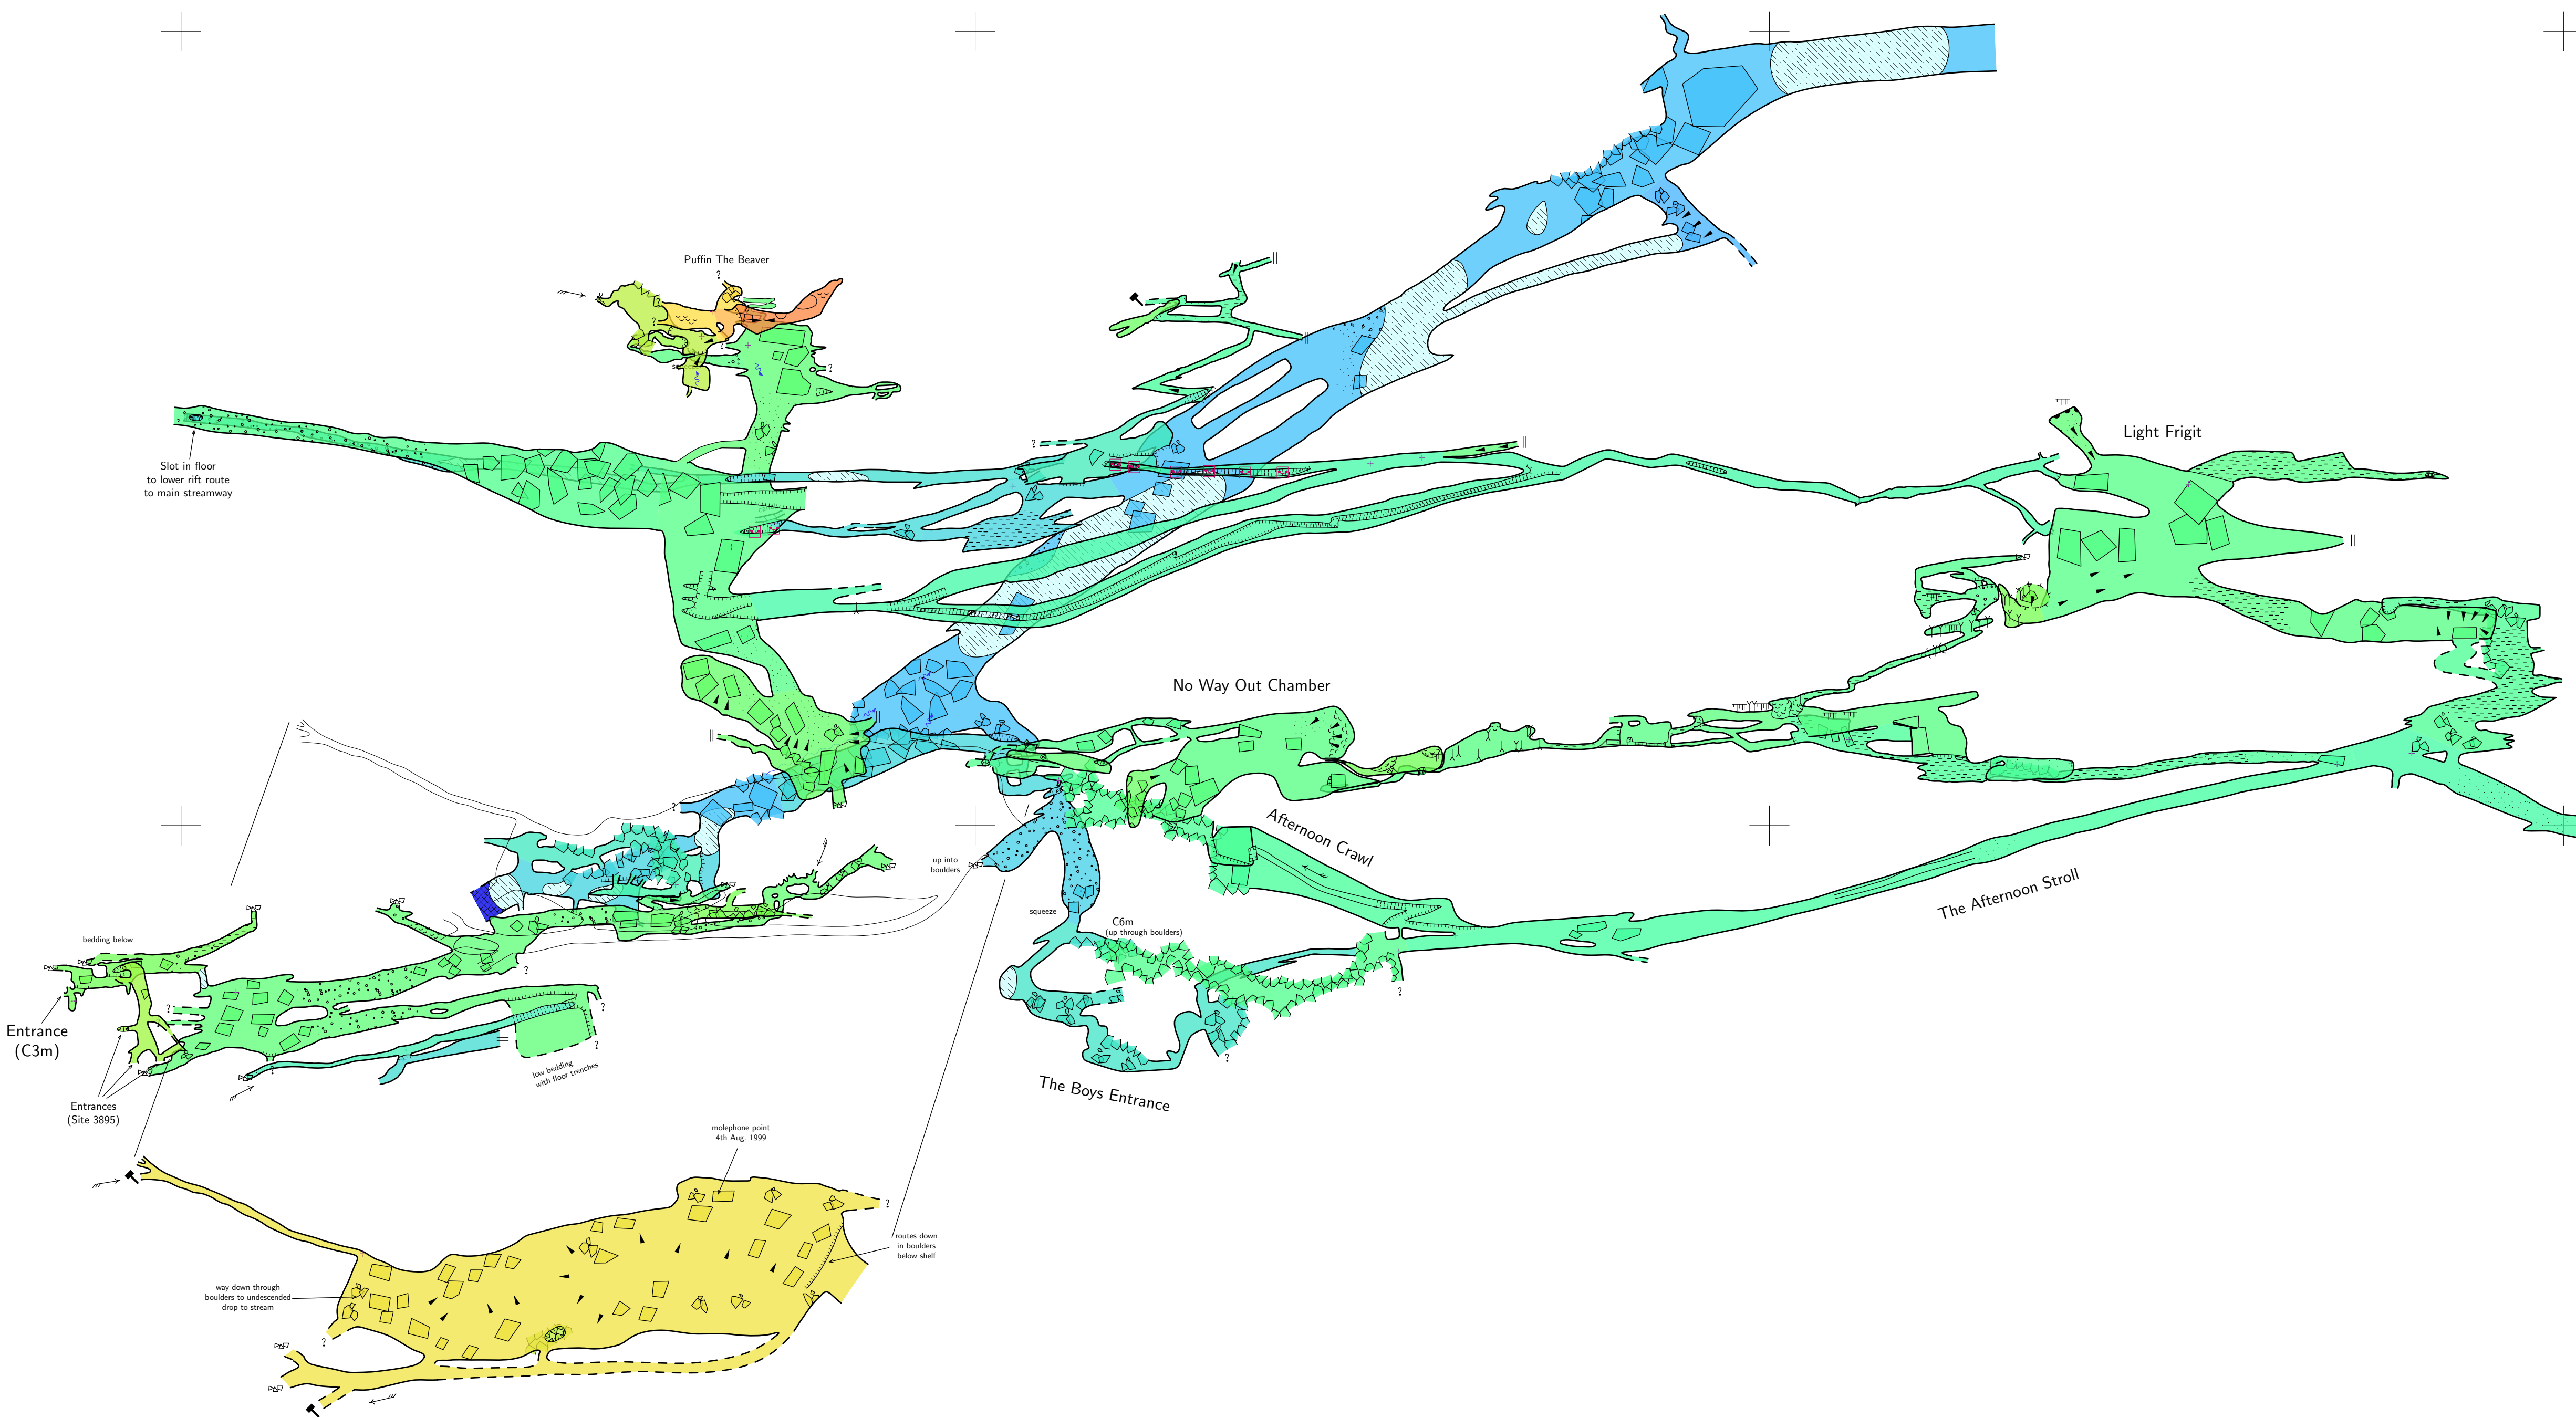 Puffin The Beaver
?
?
?
?
?
Light Frigit
?
Slot in floor
to lower rift route
to main streamway
No Way Out Chamber
?
Afternoon Crawl
up into
boulders
The Afternoon Stroll
squeeze
C6m
(up through boulders)
bedding below
?
?
?
?
Entrance
(C3m)
?
?
?
low bedding
with floor trenches
The Boys Entrance
Entrances
(Site 3895)
molephone point
4th Aug. 1999
?
routes down
in boulders
below shelf
way down through
boulders to undescended
drop to stream
?